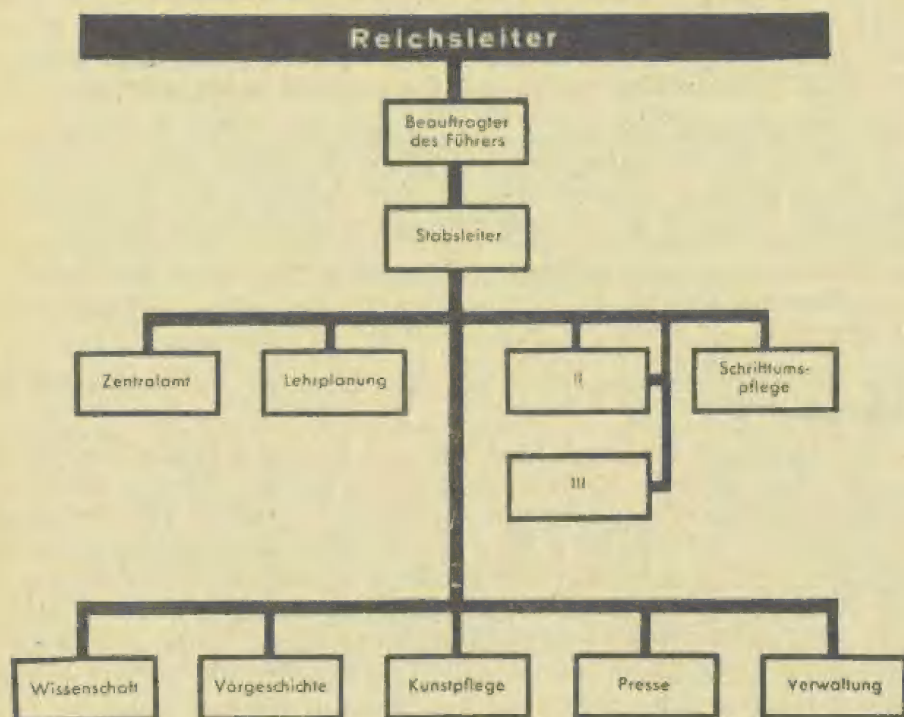 Reichsleiter
Beauftragter
des Führers
Stabsleiter
Zentralamt
Lehrplanung
II
Schrifttums-
pflege
III
Wissenschaft
Vorgeschichte
Kunstpflege
Presse
Verwaltung